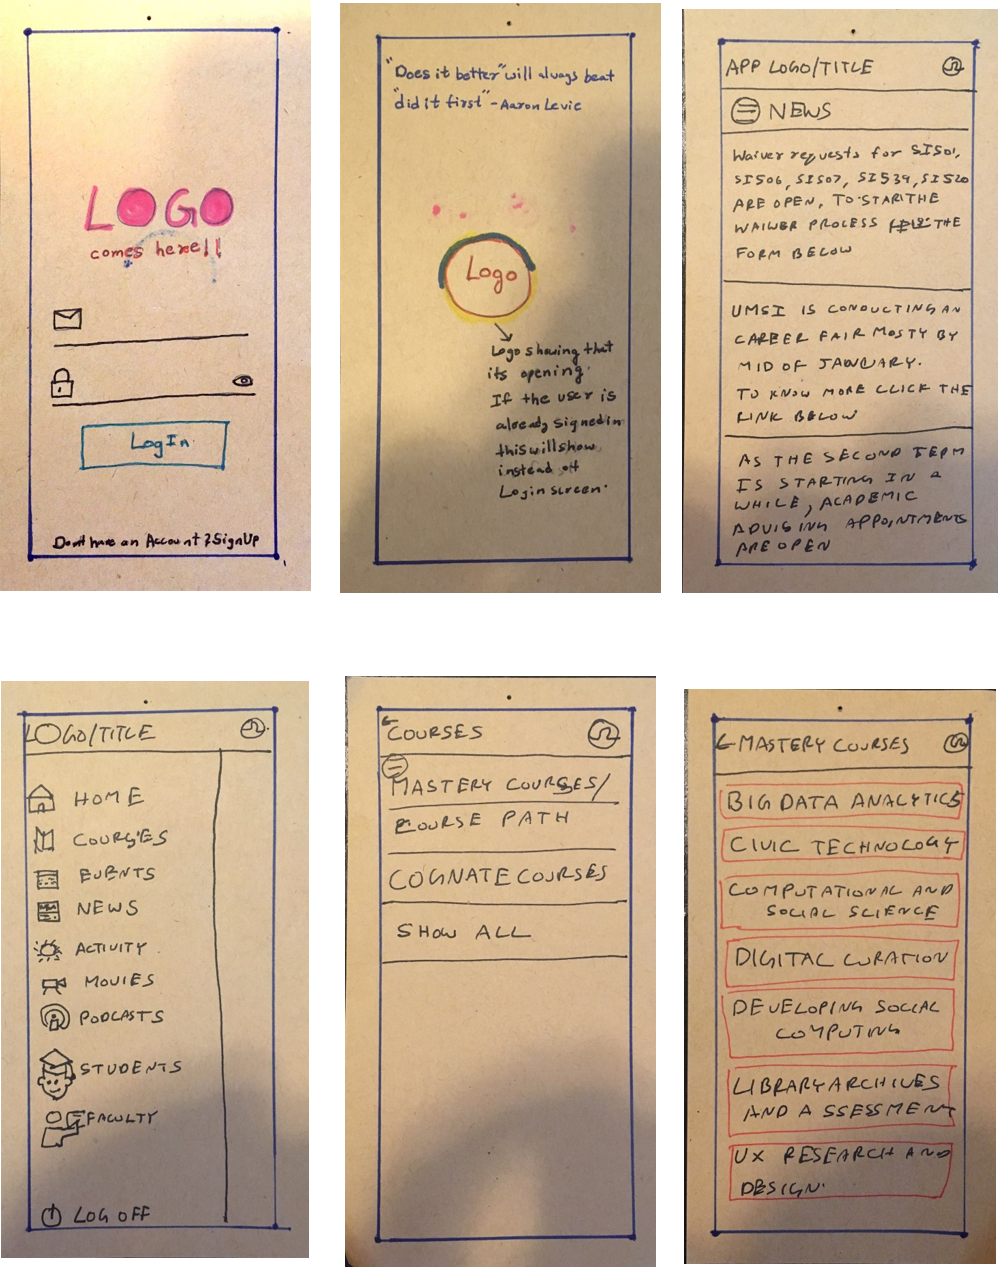 LOGO
comes here!!
LogIn
Don't have an Account? SignUp
"Does it better" will always beat
"did it first" - Aaron Levie
Logo
Logo showing that
its opening.
If the user is
already signed in
this will show
instead of
Login screen.
APP LOGO/TITLE
NEWS
Waiver requests for SI501,
SI506, SI507, SI539, SI520
ARE OPEN, TO START THE
WAIWER PROCESS THE
FORM BELOW
UMSI IS CONDUCTING AN
CAREER FAIR MOSTY BY
MID OF JANUARY.
TO KNOW MORE CLICK THE
LINK BELOW
AS THE SECOND TERM
IS STARTING IN a
WHILE, ACADEMIC
ADVISING APPOINTMENTS
ARE OPEN
LOGO/TITLE
HOME
COURSES
EVENTS
NEWS
ACTIVITY
MOVIES
PODCASTS
STUDENTS
FACULTY
LOG OFF
COURSES
MASTERY COURSES/
COURSE PATH
COGNATE COURSES
SHOW ALL
MASTERY COURSES
BIG DATA ANALYTICS
CIVIC TECHNOLOGY
COMPUTATIONAL AND
SOCIAL SCIENCE
DIGITAL CURATION
DEVELOPING SOCIAL
COMPUTING
LIBRARY ARCHIVES
AND ASSESSMENT
UX RESEARCH AND
DESIGN.